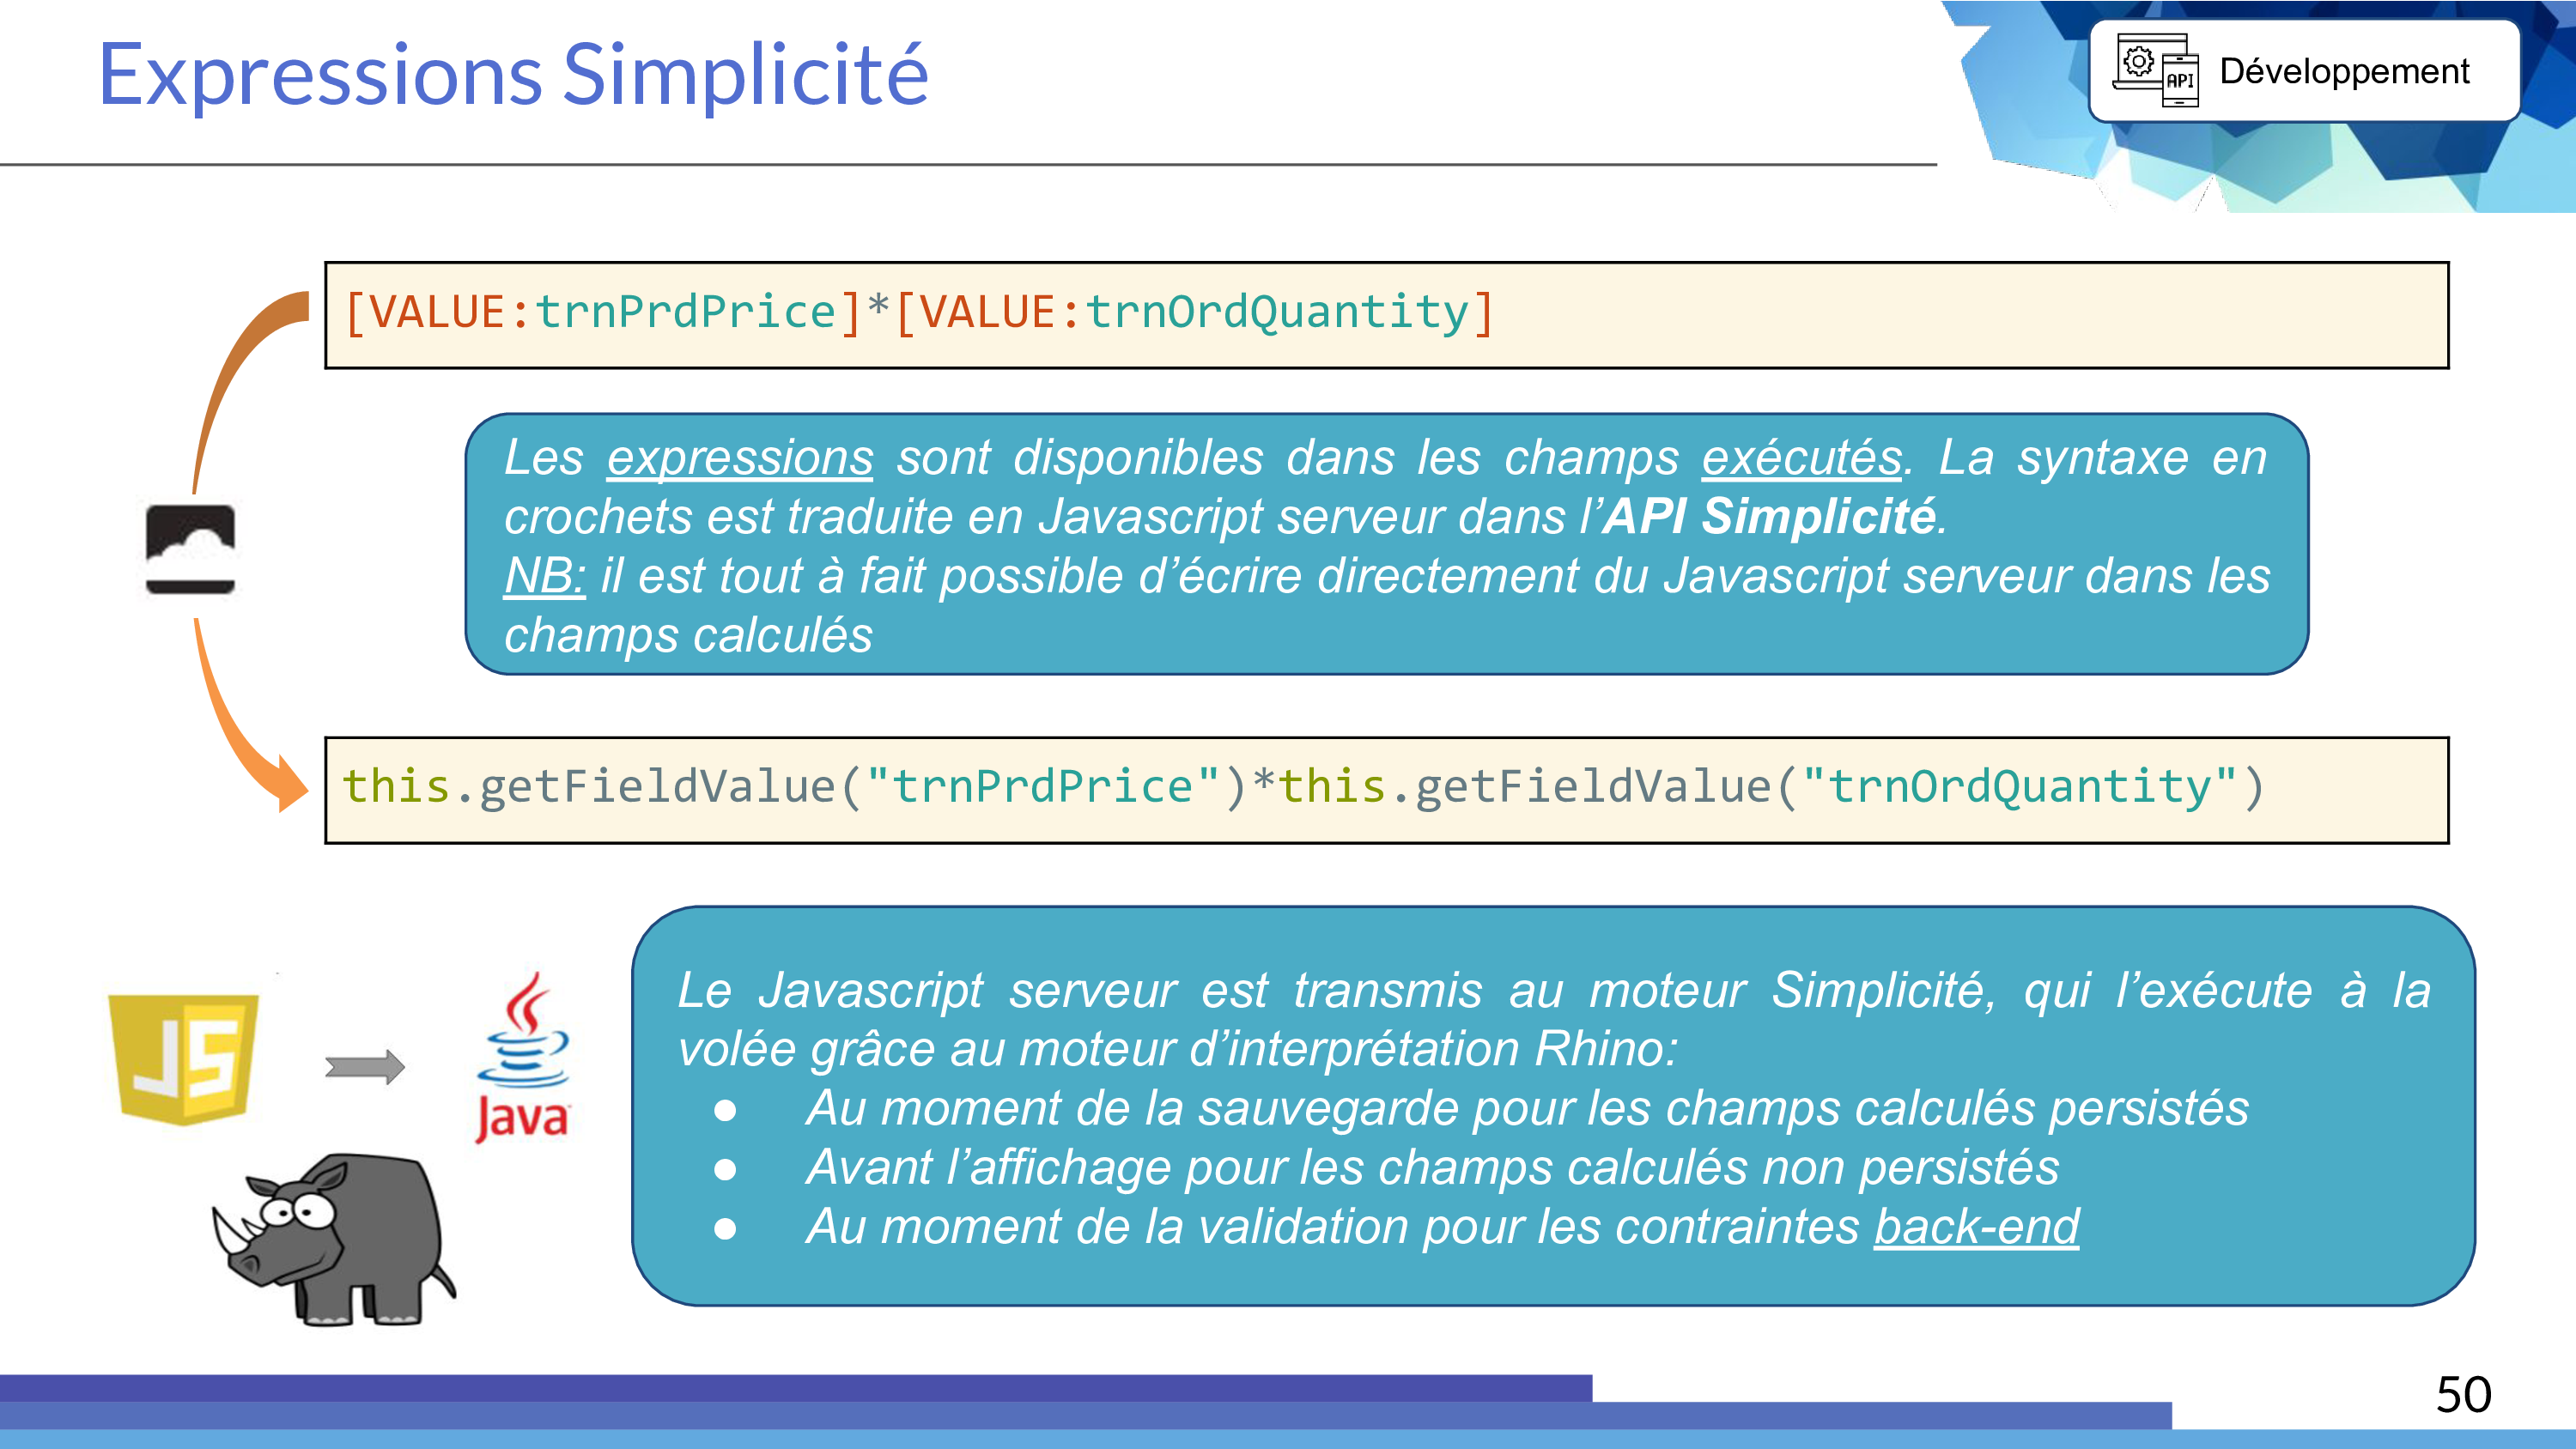 Expressions Simplicité
API
Développement
[VALUE:trnPrdPrice]*[VALUE:trnOrdQuantity]
Les expressions sont disponibles dans les champs exécutés. La syntaxe en
crochets est traduite en Javascript serveur dans l’API Simplicité.
NB: il est tout à fait possible d’écrire directement du Javascript serveur dans les
champs calculés
this.getFieldValue("trnPrdPrice")*this.getFieldValue("trnOrdQuantity")
JS
Java
Le Javascript serveur est transmis au moteur Simplicité, qui l’exécute à la
volée grâce au moteur d’interprétation Rhino:
● Au moment de la sauvegarde pour les champs calculés persistés
● Avant l’affichage pour les champs calculés non persistés
● Au moment de la validation pour les contraintes back-end
50